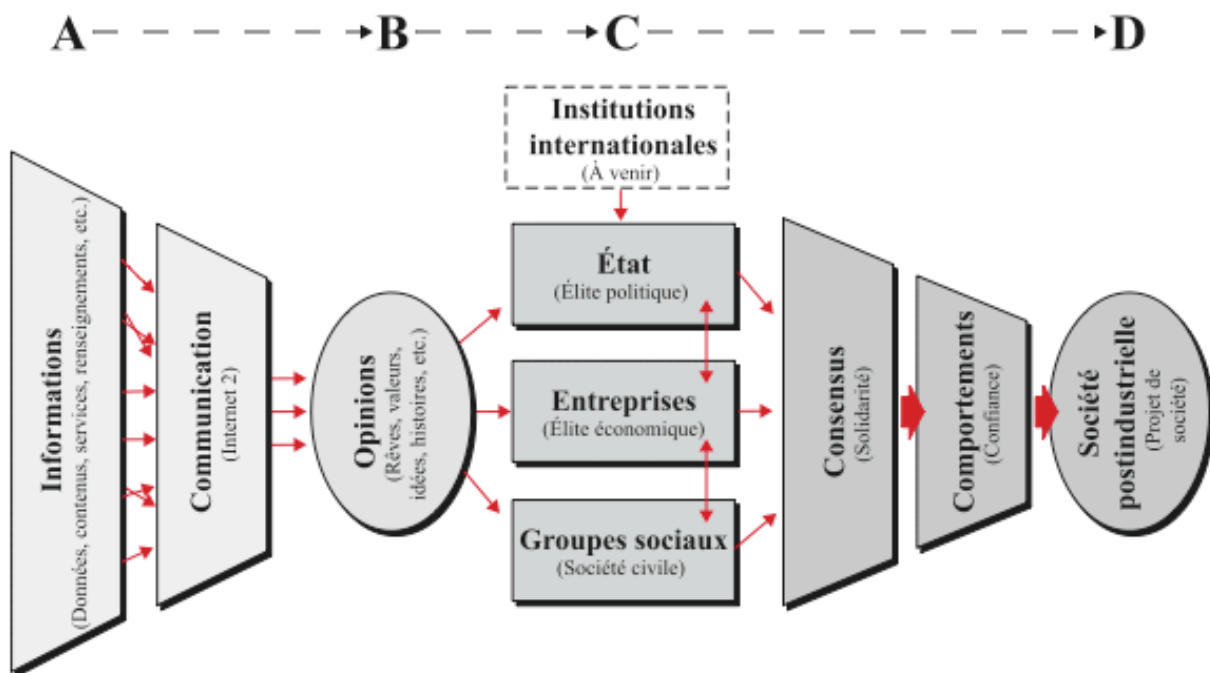 A B C D
Institutions
internationales
(À venir)
Informations
(Données, contenus, services, renseignements, etc.)
Communication
(Internet 2)
Opinions
(Rêves, valeurs,
idées, histoires, etc.)
État
(Élite politique)
Entreprises
(Élite économique)
Groupes sociaux
(Société civile)
Consensus
(Solidarité)
Comportements
(Confiance)
Société
postindustrielle
(Projet de
société)